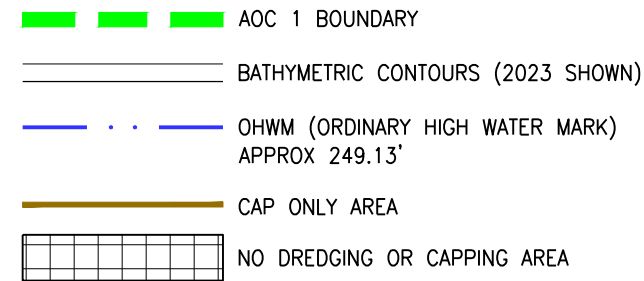 AOC 1 BOUNDARY
BATHYMETRIC CONTOURS (2023 SHOWN)
OHWM (ORDINARY HIGH WATER MARK)
APPROX 249.13'
CAP ONLY AREA
NO DREDGING OR CAPPING AREA